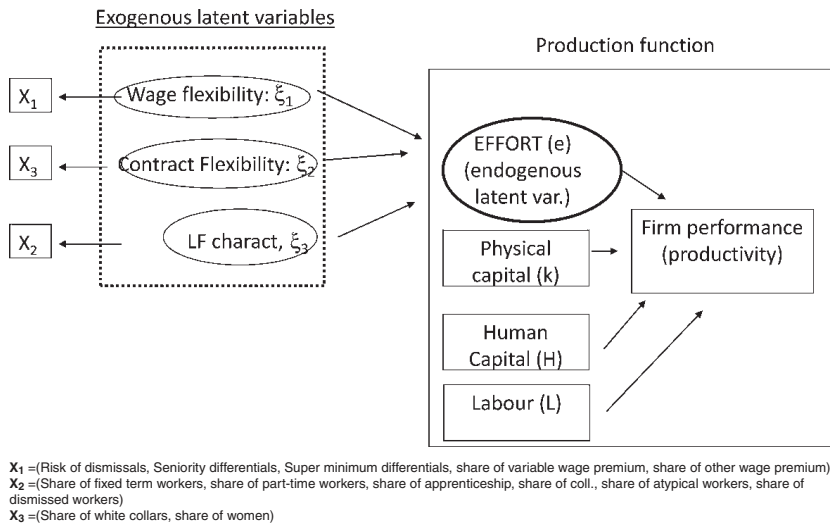 Exogenous latent variables
Production function
X1
Wage flexibility: ξ1
X3
Contract Flexibility: ξ2
X2
LF charact, ξ3
EFFORT (e)
(endogenous
latent var.)
Physical
capital (k)
Human
Capital (H)
Labour (L)
Firm performance
(productivity)
X1 =(Risk of dismissals, Seniority differentials, Super minimum differentials, share of variable wage premium, share of other wage premium)
X2 =(Share of fixed term workers, share of part-time workers, share of apprenticeship, share of coll., share of atypical workers, share of
dismissed workers)
X3 =(Share of white collars, share of women)